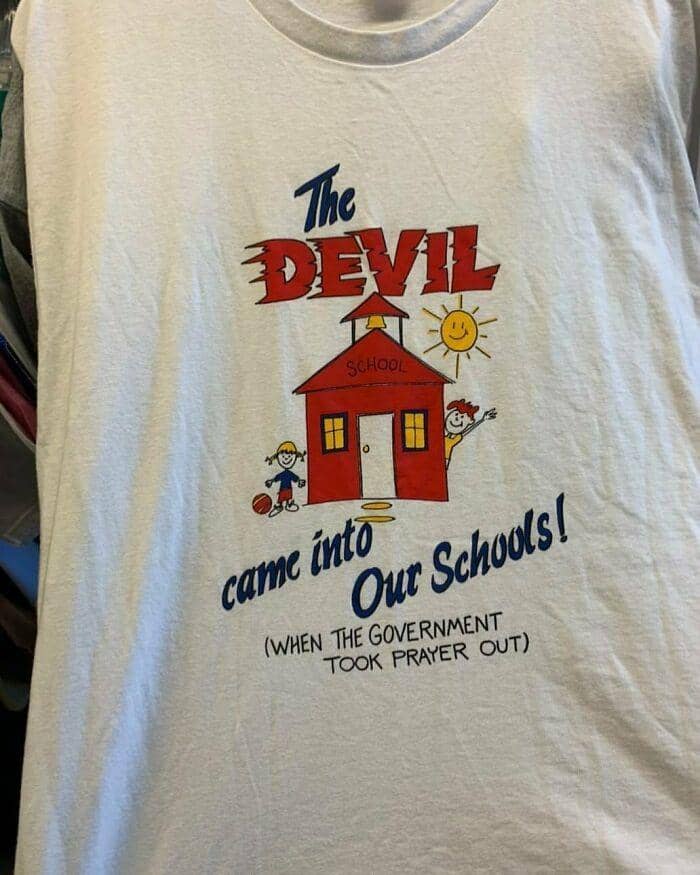 The
DEVIL
SCHOOL
came into
Our Schools!
(WHEN THE GOVERNMENT
TOOK PRAYER OUT)